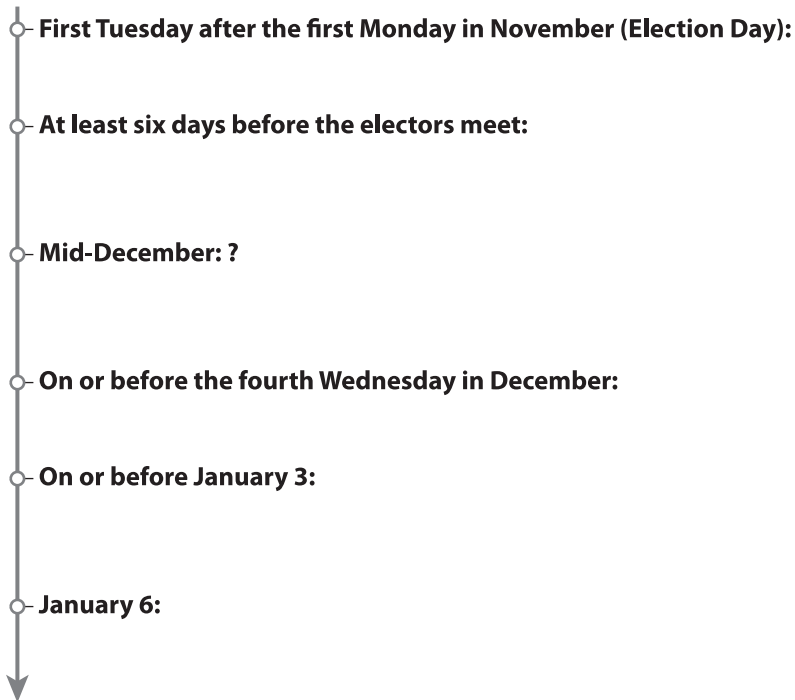 First Tuesday after the first Monday in November (Election Day):
At least six days before the electors meet:
Mid-December: ?
On or before the fourth Wednesday in December:
On or before January 3:
January 6: